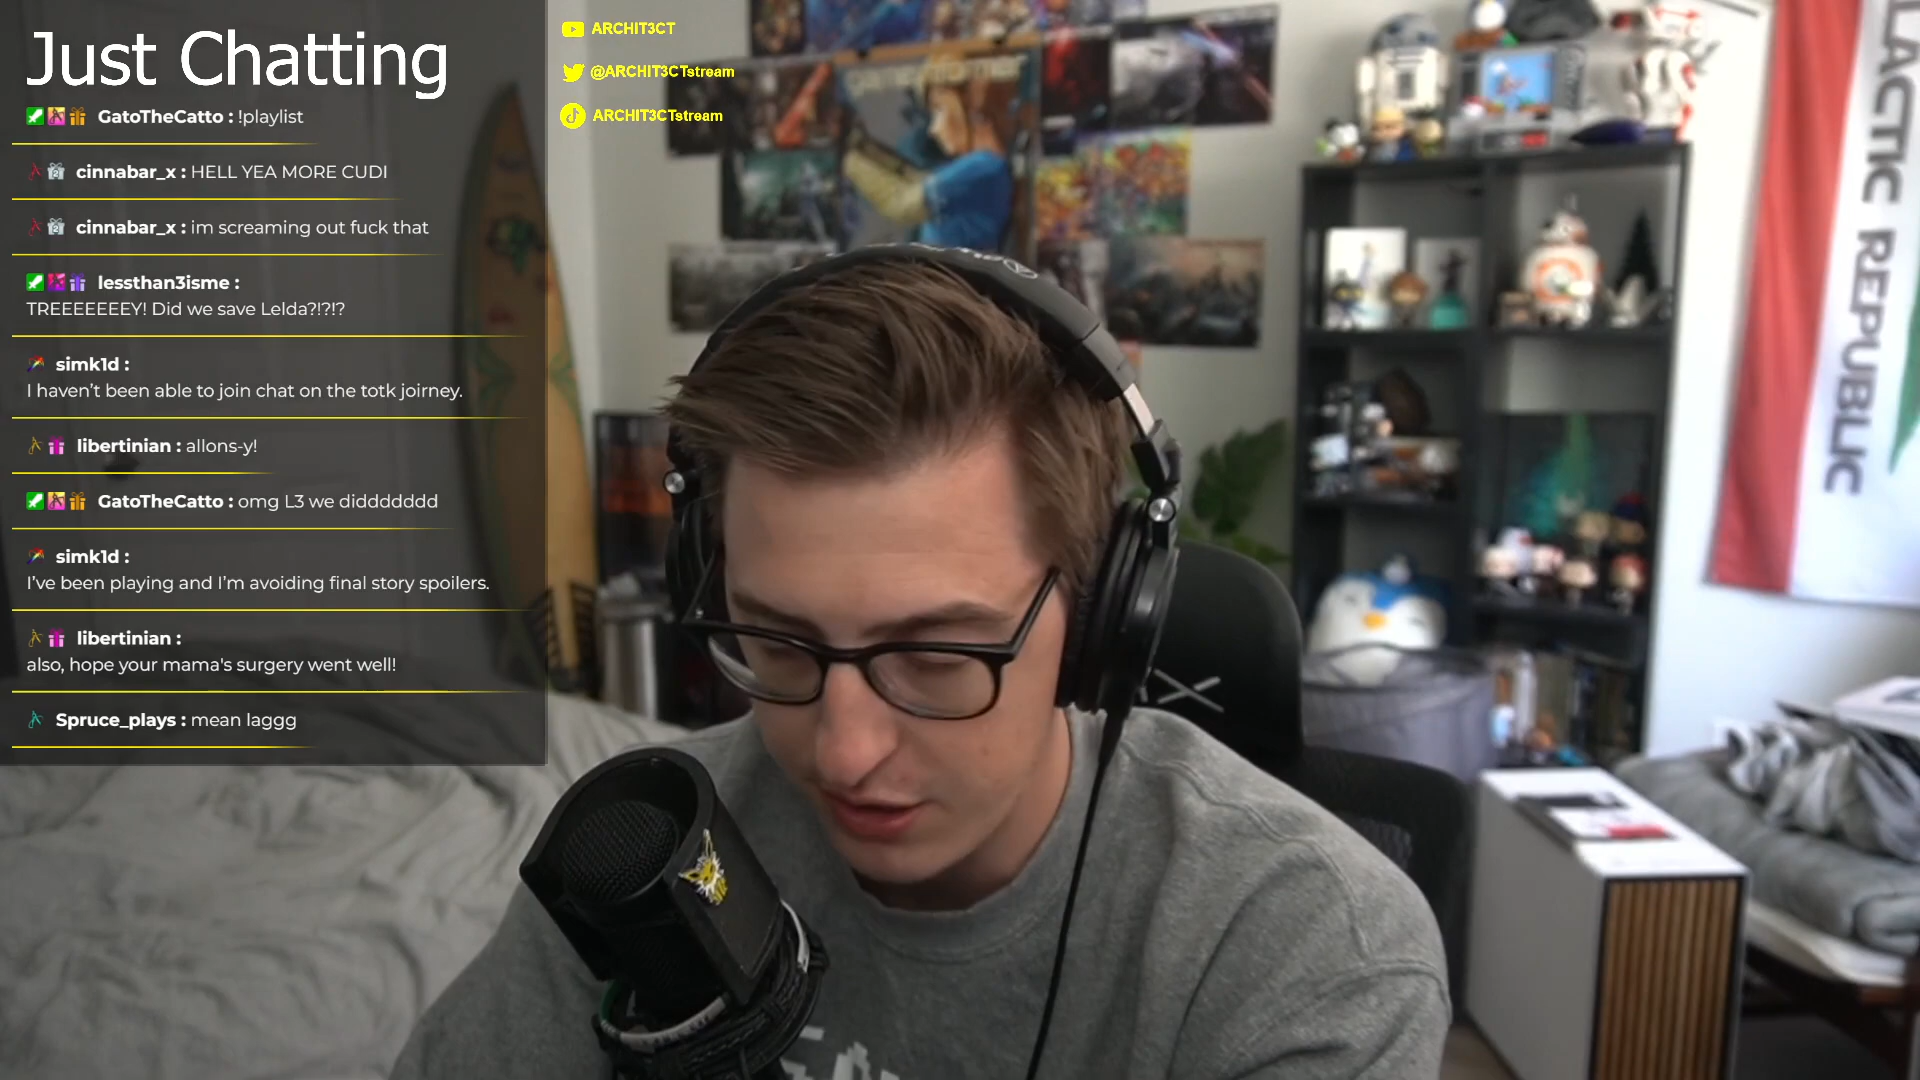 Just Chatting
GatoTheCatto : !playlist
cinnabar_x : HELL YEA MORE CUDI
cinnabar_x : im screaming out fuck that
lessthan3isme :
TREEEEEEEY! Did we save Lelda?!?!?
simk1d :
I haven’t been able to join chat on the totk joirney.
libertinian : allons-y!
GatoTheCatto : omg L3 we didddddd
simk1d :
I’ve been playing and I’m avoiding final story spoilers.
libertinian :
also, hope your mama's surgery went well!
Spruce_plays : mean laggg
ARCHIT3CT
@ARCHIT3CTstream
ARCHIT3CTstream
LACTIC REPUBLIC